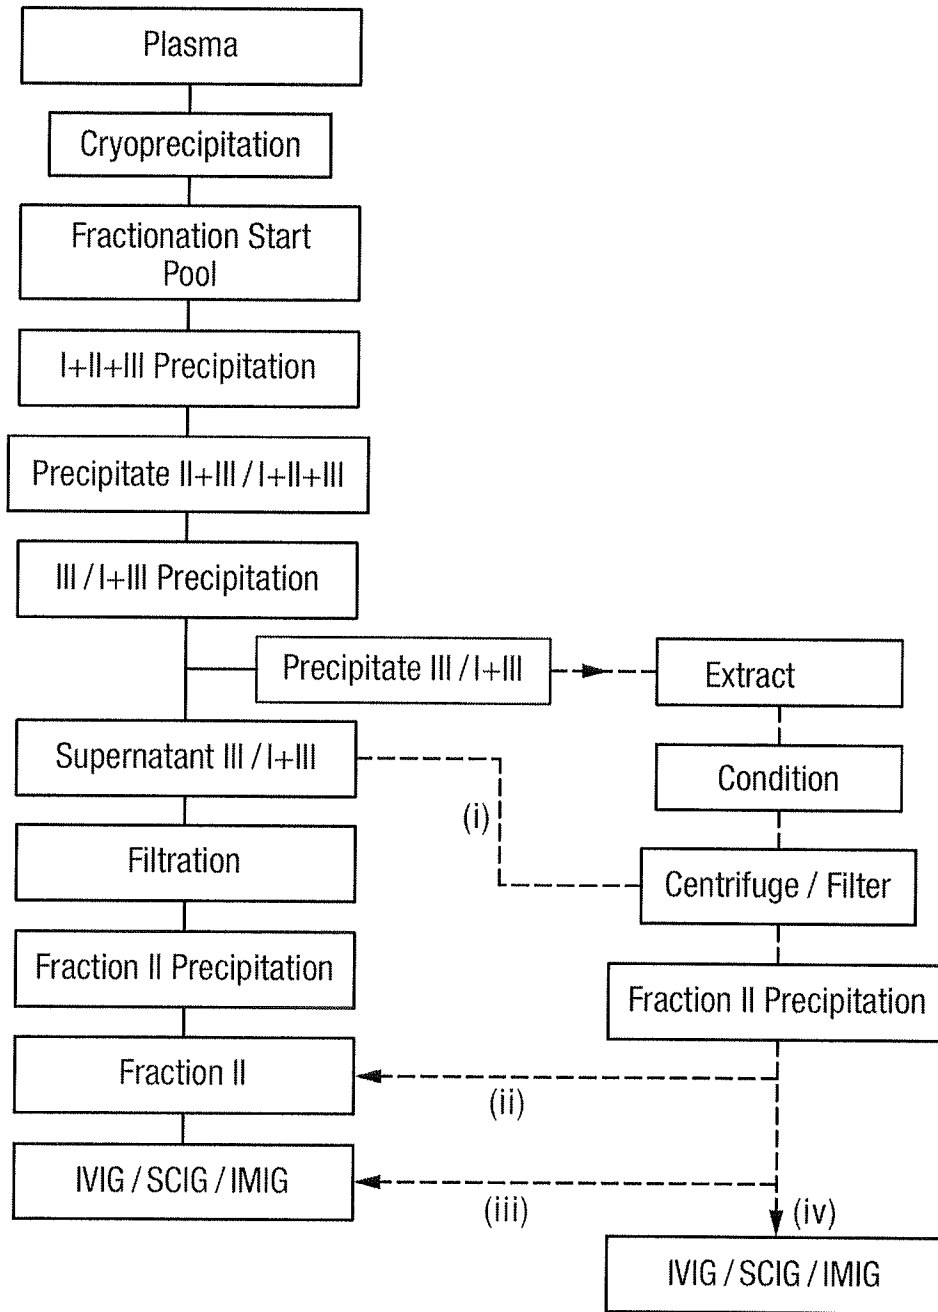 Plasma
Cryoprecipitation
Fractionation Start
Pool
I+II+III Precipitation
Precipitate II+III / I+II+III
III / I+III Precipitation
Precipitate III / I+III
Extract
Supernatant III / I+III
Condition
(i)
Filtration
Centrifuge / Filter
Fraction II Precipitation
Fraction II Precipitation
Fraction II
(ii)
IVIG / SCIG / IMIG
(iii)
(iv)
IVIG / SCIG / IMIG